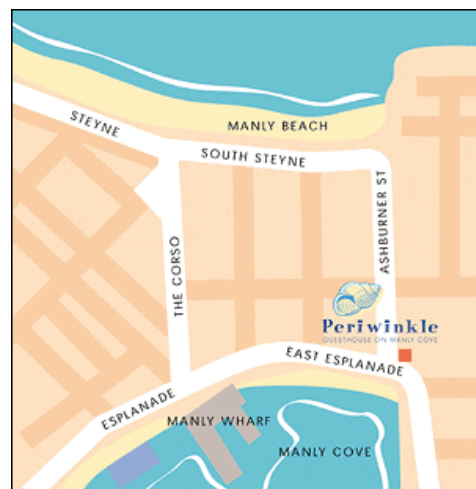 STEYNE
MANLY BEACH
SOUTH STEYNE
ASHBURNER ST
THE CORSO
Periwinkle
GUESTHOUSE ON MANLY COVE
EAST ESPLANADE
ESPLANADE
MANLY WHARF
MANLY COVE